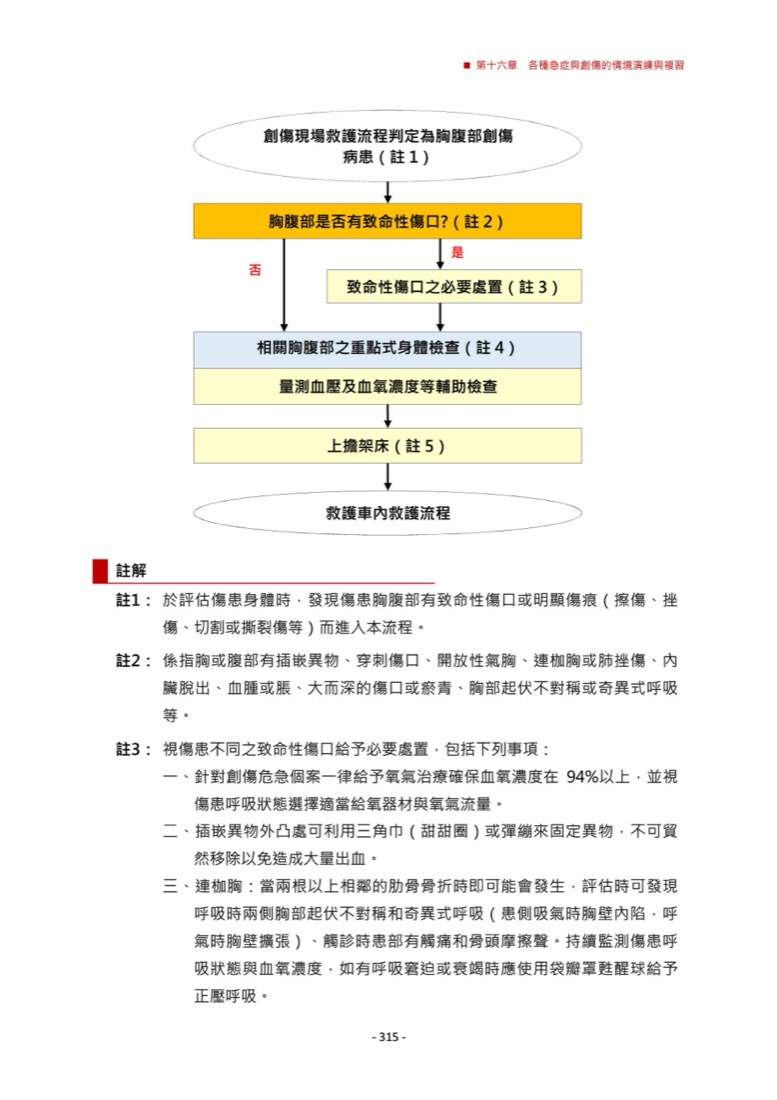 ■ 第十六章 各種急症與創傷的情境演練與複習
創傷現場救護流程判定為胸腹部創傷
病患（註1）
胸腹部是否有致命性傷口?（註2）
是
否
致命性傷口之必要處置（註3）
相關胸腹部之重點式身體檢查（註4）
量測血壓及血氧濃度等輔助檢查
上擔架床（註5）
救護車內救護流程
註解
註1： 於評估傷患身體時，發現傷患胸腹部有致命性傷口或明顯傷痕（擦傷、挫
傷、切割或撕裂傷等）而進入本流程。
註2： 係指胸或腹部有插嵌異物、穿刺傷口、開放性氣胸、連枷胸或肺挫傷、內
臟脫出、血腫或脹、大而深的傷口或瘀青、胸部起伏不對稱或奇異式呼吸
等。
註3： 視傷患不同之致命性傷口給予必要處置，包括下列事項：
一、針對創傷危急個案一律給予氧氣治療確保血氧濃度在 94%以上，並視
傷患呼吸狀態選擇適當給氧器材與氧氣流量。
二、插嵌異物外凸處可利用三角巾（甜甜圈）或彈繃來固定異物，不可貿
然移除以免造成大量出血。
三、連枷胸：當兩根以上相鄰的肋骨骨折時即可能會發生，評估時可發現
呼吸時兩側胸部起伏不對稱和奇異式呼吸（患側吸氣時胸壁內陷，呼
氣時胸壁擴張）、觸診時患部有觸痛和骨頭摩擦聲。持續監測傷患呼
吸狀態與血氧濃度，如有呼吸窘迫或衰竭時應使用袋瓣罩甦醒球給予
正壓呼吸。
- 315 -